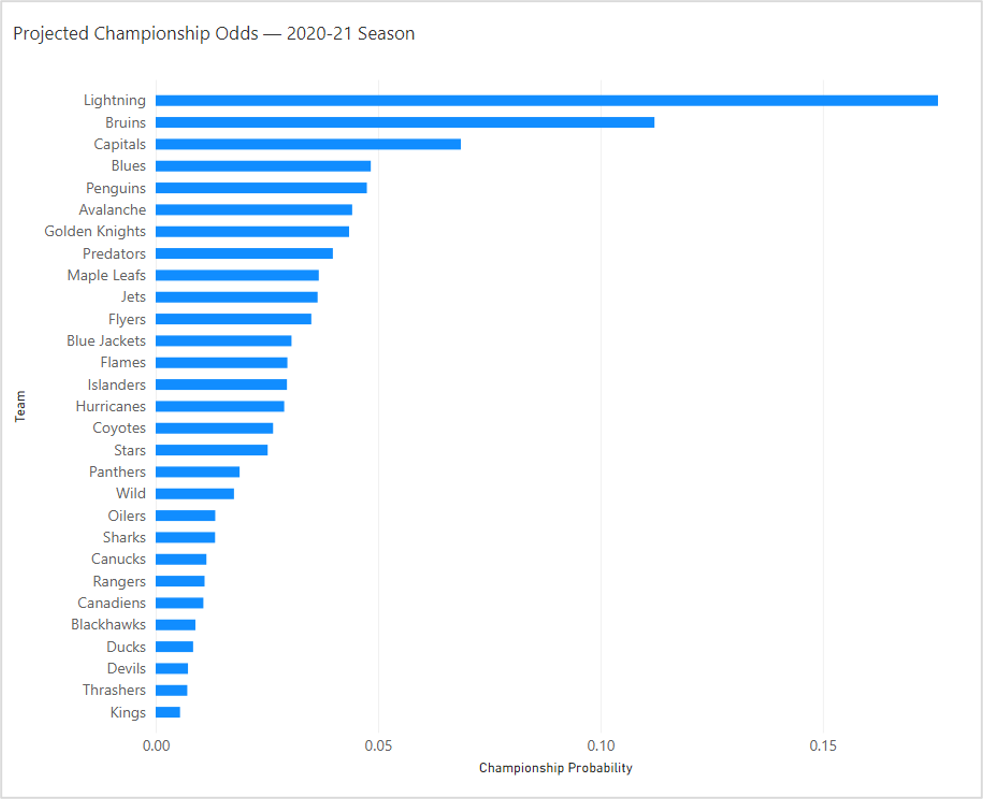 Projected Championship Odds — 2020-21 Season
Lightning
Bruins
Capitals
Blues
Penguins
Avalanche
Golden Knights
Predators
Maple Leafs
Jets
Flyers
Blue Jackets
Flames
Islanders
Hurricanes
Coyotes
Stars
Panthers
Wild
Oilers
Sharks
Canucks
Rangers
Canadiens
Blackhawks
Ducks
Devils
Thrashers
Kings
Team
0.00 0.05 0.10 0.15
Championship Probability